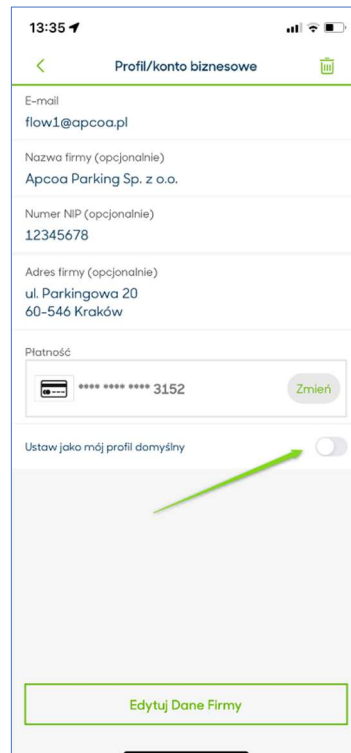 13:35
Profil/konto biznesowe
E-mail
flow1@apcoa.pl
Nazwa firmy (opcjonalnie)
Apcoa Parking Sp. z o.o.
Numer NIP (opcjonalnie)
12345678
Adres firmy (opcjonalnie)
ul. Parkingowa 20
60-546 Kraków
Płatność
**** **** **** 3152
Zmień
Ustaw jako mój profil domyślny
Edytuj Dane Firmy